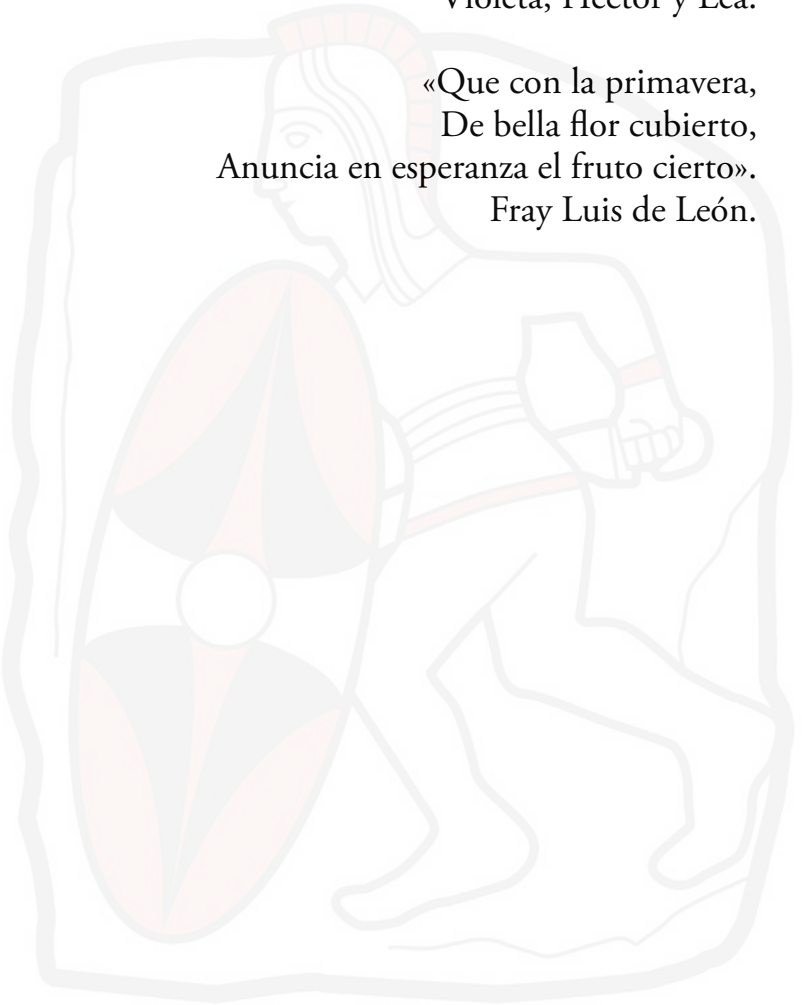 Violeta, Héctor y Lea.
«Que con la primavera,
De bella flor cubierto,
Anuncia en esperanza el fruto cierto».
Fray Luis de León.